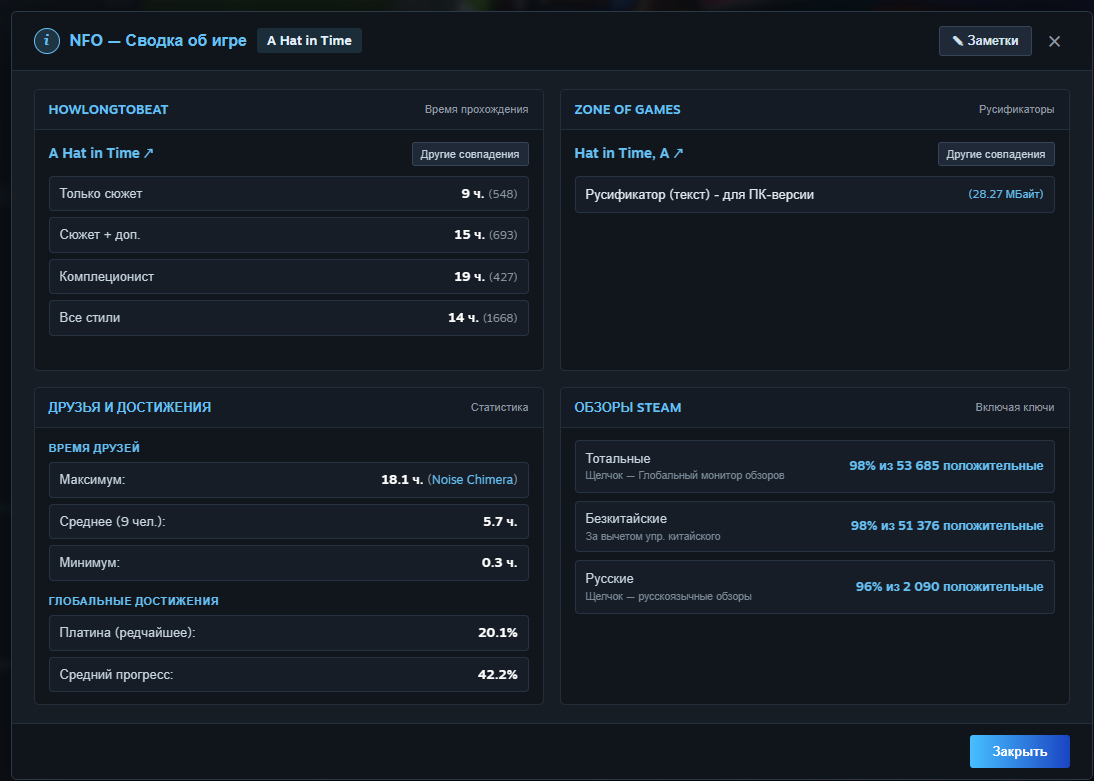 i NFO — Сводка об игре A Hat in Time ✎ Заметки ×
HOWLONGTOBEAT Время прохождения
A Hat in Time ↗ Другие совпадения
Только сюжет 9 ч. (548)
Сюжет + доп. 15 ч. (693)
Комплеционист 19 ч. (427)
Все стили 14 ч. (1668)
ZONE OF GAMES Русификаторы
Hat in Time, A ↗ Другие совпадения
Русификатор (текст) - для ПК-версии (28.27 МБайт)
ДРУЗЬЯ И ДОСТИЖЕНИЯ Статистика
ВРЕМЯ ДРУЗЕЙ
Максимум: 18.1 ч. (Noise Chimera)
Среднее (9 чел.): 5.7 ч.
Минимум: 0.3 ч.
ГЛОБАЛЬНЫЕ ДОСТИЖЕНИЯ
Платина (редчайшее): 20.1%
Средний прогресс: 42.2%
ОБЗОРЫ STEAM Включая ключи
Тотальные 98% из 53 685 положительные
Щелчок — Глобальный монитор обзоров
Безкитайские 98% из 51 376 положительные
За вычетом упр. китайского
Русские 96% из 2 090 положительные
Щелчок — русскоязычные обзоры
Закрыть